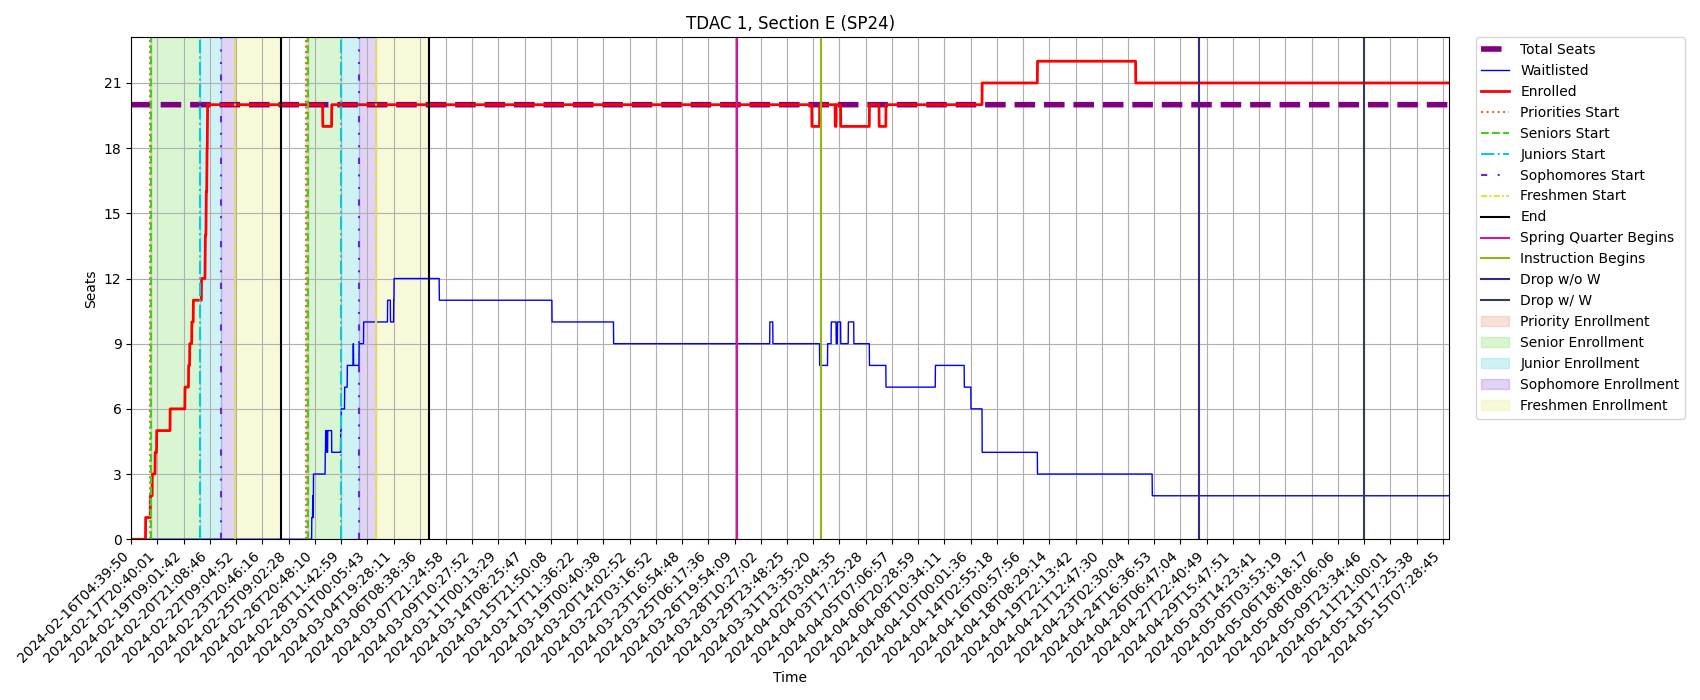 TDAC 1, Section E (SP24)
Seats
21
18
15
12
9
6
3
0
2024-02-16T04:39:50
2024-02-17T20:40:01
2024-02-19T09:01:42
2024-02-20T21:08:46
2024-02-22T09:04:52
2024-02-23T20:46:16
2024-02-25T09:02:28
2024-02-26T20:48:10
2024-02-28T11:42:59
2024-03-01T00:05:43
2024-03-04T19:28:11
2024-03-06T08:38:36
2024-03-07T21:24:58
2024-03-09T10:27:52
2024-03-11T00:13:29
2024-03-14T08:25:47
2024-03-15T21:50:08
2024-03-17T11:36:22
2024-03-19T00:40:38
2024-03-20T14:02:52
2024-03-22T03:16:52
2024-03-23T16:54:48
2024-03-25T06:17:36
2024-03-26T19:54:09
2024-03-28T10:27:02
2024-03-29T23:48:25
2024-03-31T13:35:20
2024-04-02T03:04:35
2024-04-03T17:25:28
2024-04-05T07:06:57
2024-04-06T20:28:59
2024-04-08T10:34:11
2024-04-10T00:01:36
2024-04-14T02:55:18
2024-04-16T00:57:56
2024-04-18T08:29:14
2024-04-19T22:13:42
2024-04-21T12:47:30
2024-04-23T02:30:04
2024-04-24T16:36:53
2024-04-26T06:47:04
2024-04-27T22:40:49
2024-04-29T15:47:51
2024-05-03T14:23:41
2024-05-05T03:53:19
2024-05-06T18:18:17
2024-05-08T08:06:06
2024-05-09T23:34:46
2024-05-11T21:00:01
2024-05-13T17:25:38
2024-05-15T07:28:45
Time
Total Seats
Waitlisted
Enrolled
Priorities Start
Seniors Start
Juniors Start
Sophomores Start
Freshmen Start
End
Spring Quarter Begins
Instruction Begins
Drop w/o W
Drop w/ W
Priority Enrollment
Senior Enrollment
Junior Enrollment
Sophomore Enrollment
Freshmen Enrollment